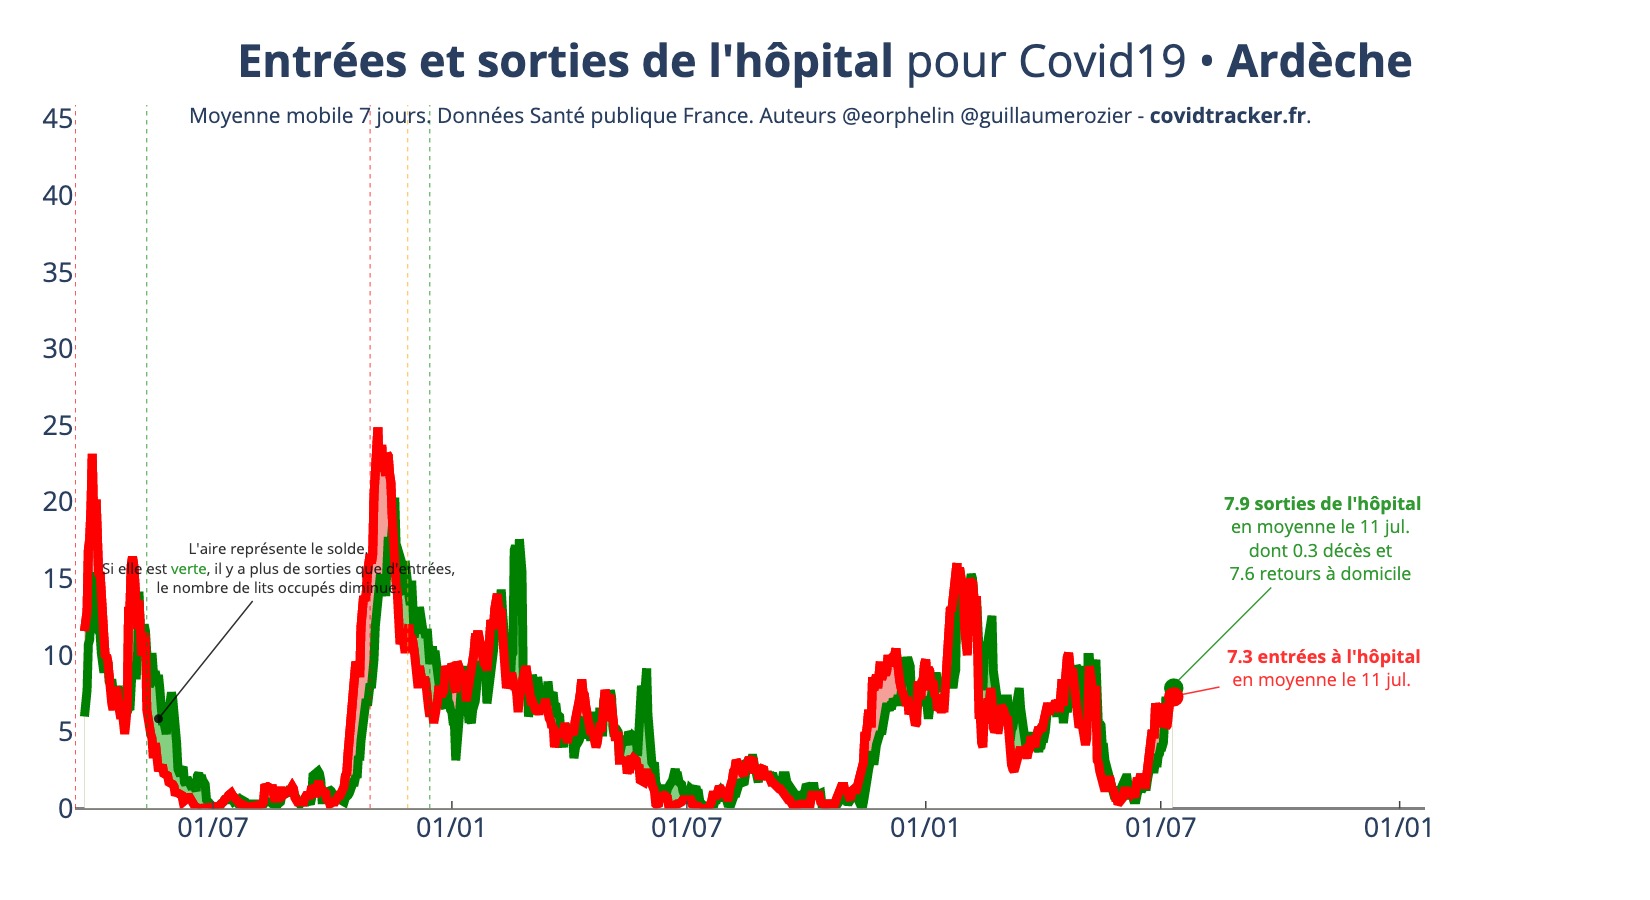 Entrées et sorties de l'hôpital pour Covid19 • Ardèche
Moyenne mobile 7 jours. Données Santé publique France. Auteurs @eorphelin @guillaumerozier - covidtracker.fr.
45
40
35
30
25
20
15
10
5
0
L'aire représente le solde.
Si elle est verte, il y a plus de sorties que d'entrées,
le nombre de lits occupés diminue.
7.9 sorties de l'hôpital
en moyenne le 11 jul.
dont 0.3 décès et
7.6 retours à domicile
7.3 entrées à l'hôpital
en moyenne le 11 jul.
01/07 01/01 01/07 01/01 01/07 01/01